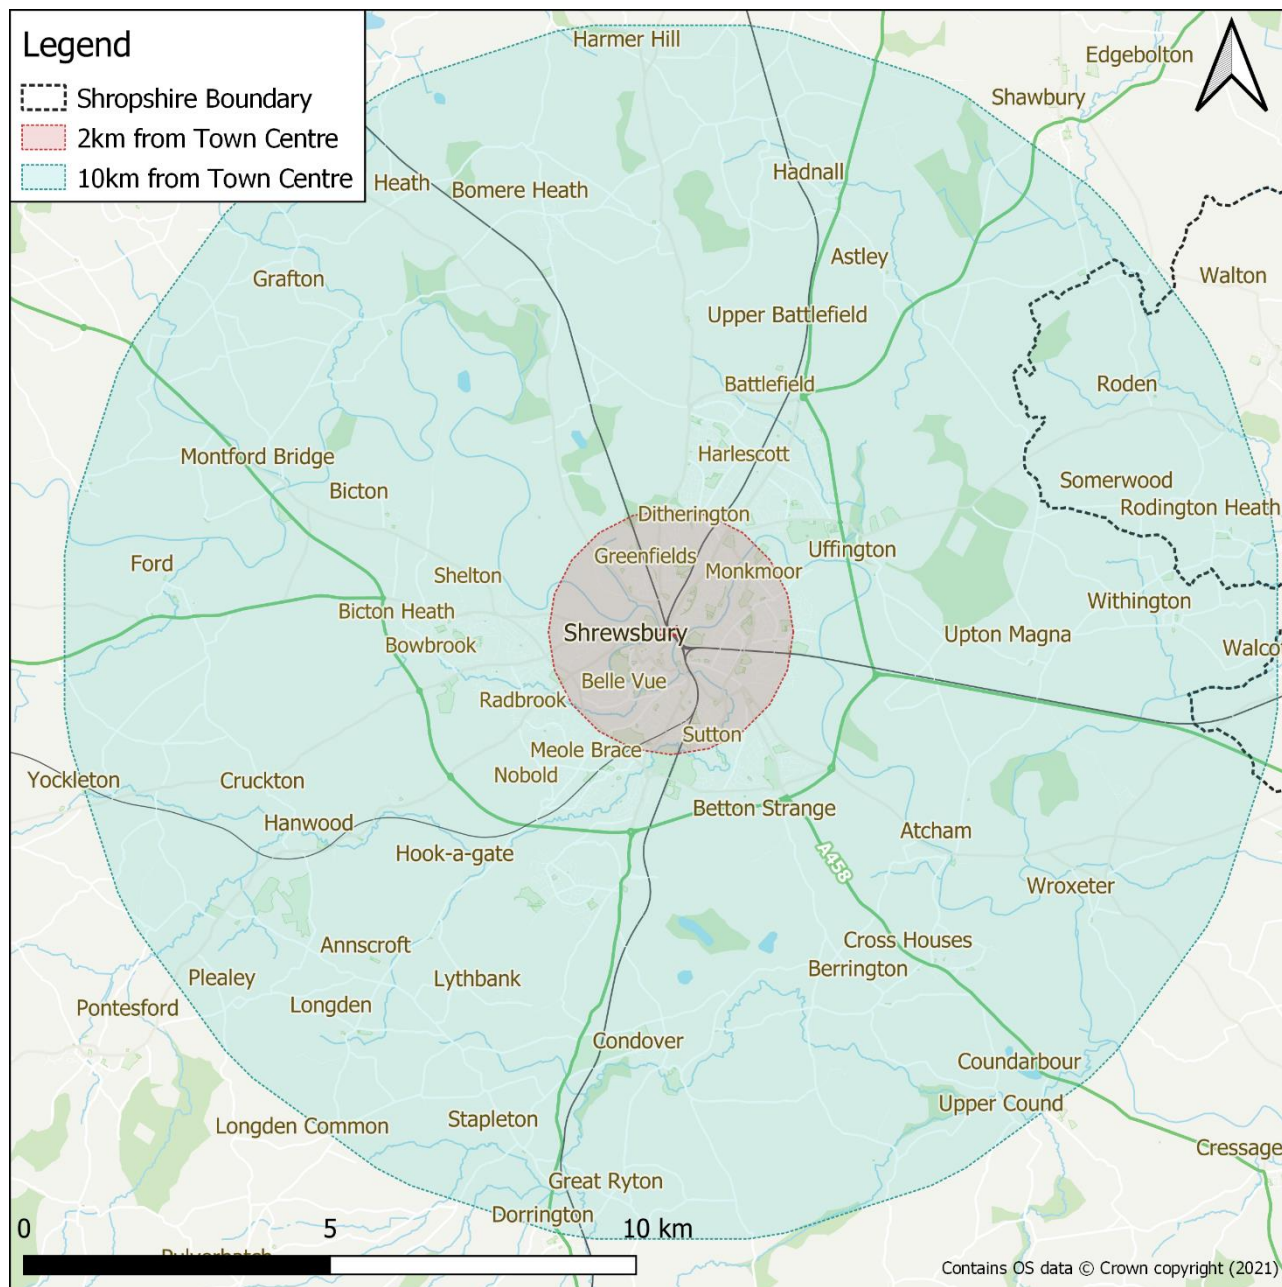 Legend
Shropshire Boundary
2km from Town Centre
10km from Town Centre
Harmer Hill
Edgebolton
Shawbury
Hadnall
Heath
Bomere Heath
Astley
Walton
Grafton
Upper Battlefield
Battlefield
Roden
Montford Bridge
Harlescott
Bicton
Somerwood
Rodington Heath
Ditherington
Ford
Greenfields
Uffington
Shelton
Monkmoor
Bicton Heath
Withington
Shrewsbury
Upton Magna
Bowbrook
Walco
Belle Vue
Radbrook
Sutton
Meole Brace
Nobold
Yockleton
Cruckton
Betton Strange
Hanwood
Atcham
Hook-a-gate
A458
Wroxeter
Annscroft
Cross Houses
Berrington
Plealey
Lythbank
Longden
Pontesford
Condover
Coundarbour
Upper Cound
Stapleton
Longden Common
Cressage
Great Ryton
Dorrington
0 5 10 km
Contains OS data © Crown copyright (2021)